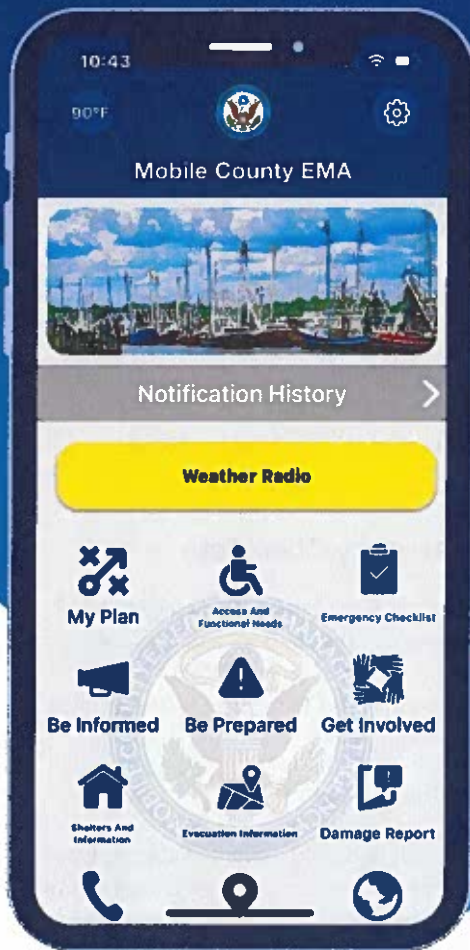 10:43
90°F
Mobile County EMA
Notification History
Weather Radio
My Plan
Access And
Functional Needs
Emergency Checklist
Be Informed
Be Prepared
Get Involved
Shelters And
Information
Evacuation Information
Damage Report